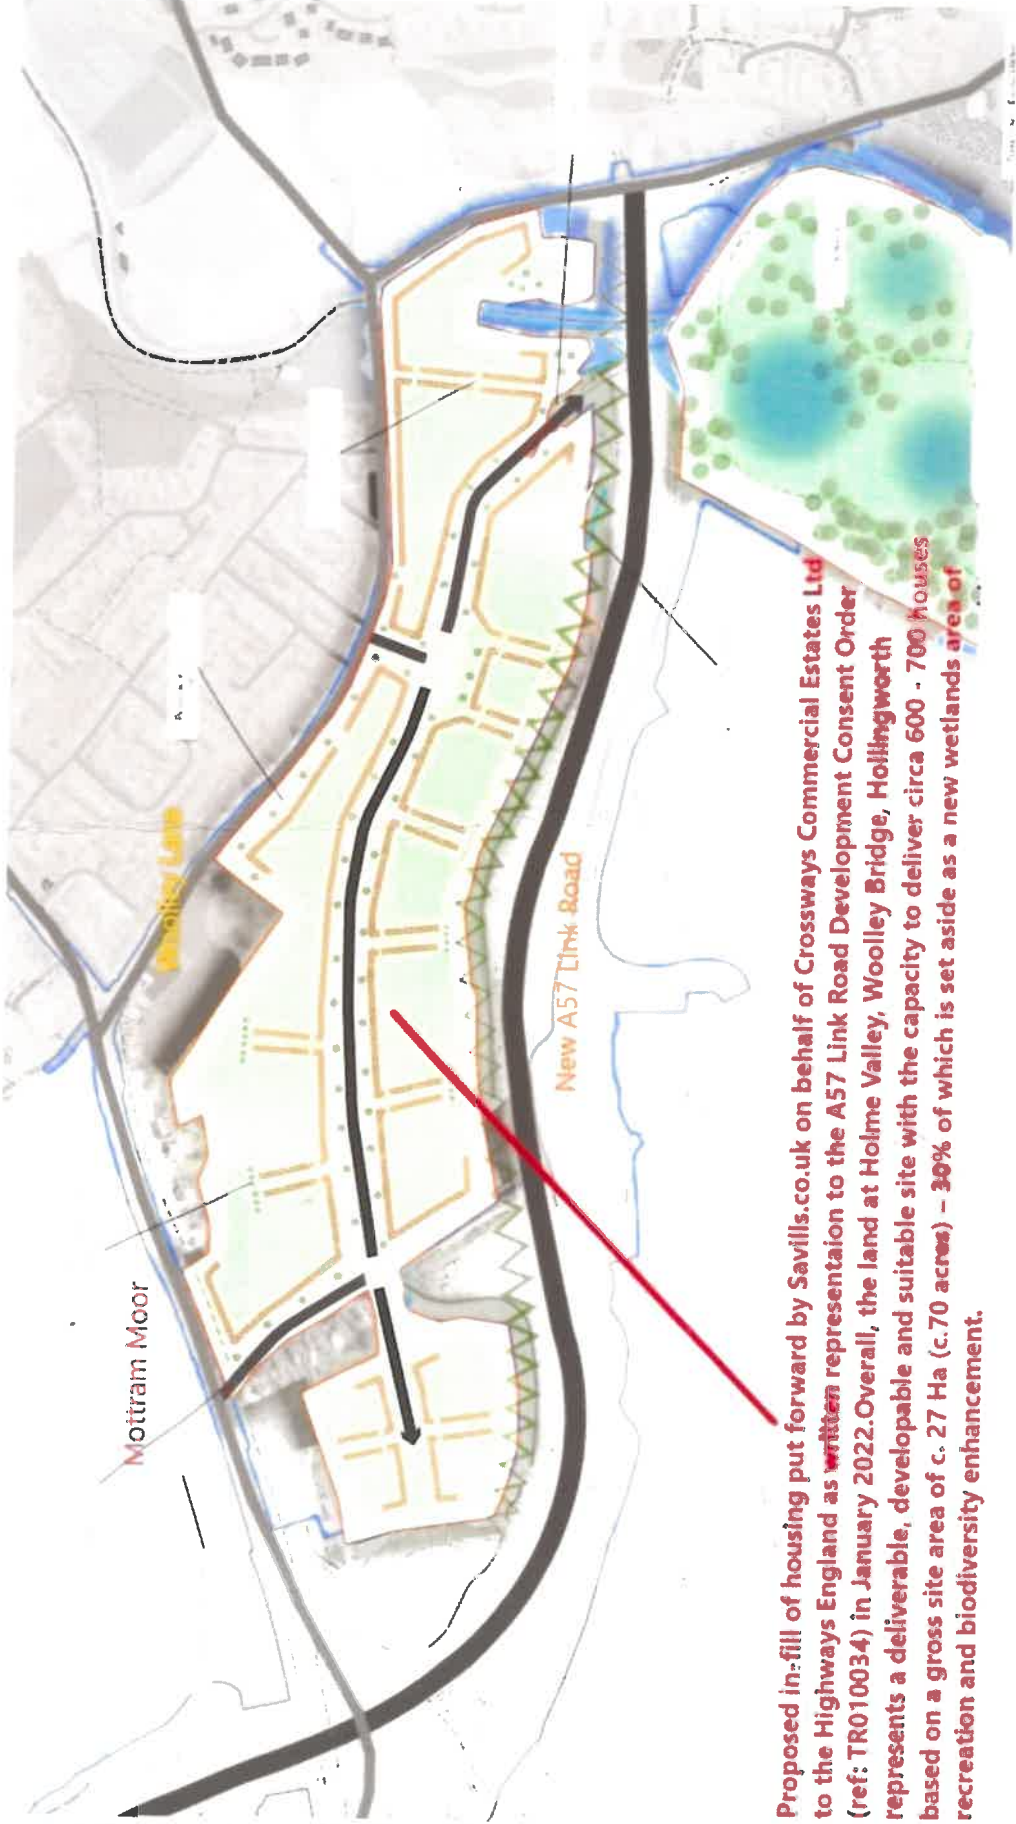 Mottram Moor
Woolley Lane
New A57 Link Road
Proposed in-fill of housing put forward by Savills.co.uk on behalf of Crossways Commercial Estates Ltd
to the Highways England as written representaion to the A57 Link Road Development Consent Order
(ref: TR010034) in January 2022.Overall, the land at Holme Valley, Woolley Bridge, Hollingworth
represents a deliverable, developable and suitable site with the capacity to deliver circa 600 - 700 houses
based on a gross site area of c. 27 Ha (c.70 acres) – 30% of which is set aside as a new wetlands area of
recreation and biodiversity enhancement.